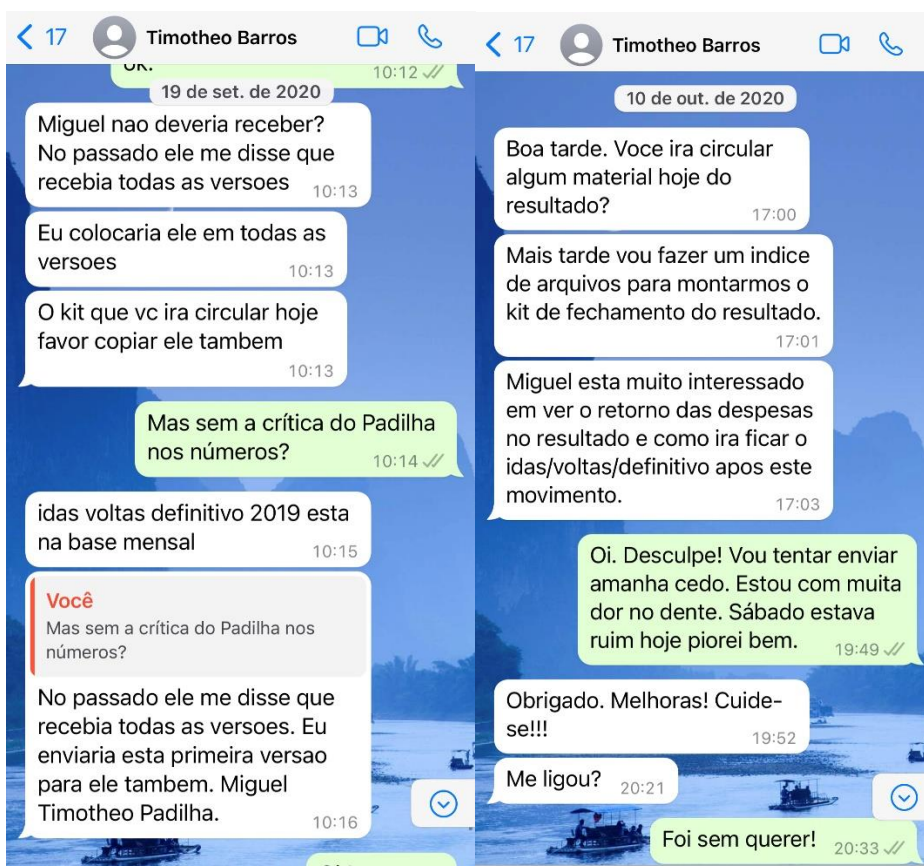 17
Timotheo Barros
ok.
10:12
19 de set. de 2020
Miguel nao deveria receber?
No passado ele me disse que
recebia todas as versoes 10:13
Eu colocaria ele em todas as
versoes 10:13
O kit que vc ira circular hoje
favor copiar ele tambem
10:13
Mas sem a crítica do Padilha
nos números? 10:14
idas voltas definitivo 2019 esta
na base mensal 10:15
Você
Mas sem a crítica do Padilha nos
números?
No passado ele me disse que
recebia todas as versoes. Eu
enviaria esta primeira versao
para ele tambem. Miguel
Timotheo Padilha. 10:16
17
Timotheo Barros
10 de out. de 2020
Boa tarde. Voce ira circular
algum material hoje do
resultado? 17:00
Mais tarde vou fazer um indice
de arquivos para montarmos o
kit de fechamento do resultado.
17:01
Miguel esta muito interessado
em ver o retorno das despesas
no resultado e como ira ficar o
idas/voltas/definitivo apos este
movimento. 17:03
Oi. Desculpe! Vou tentar enviar
amanha cedo. Estou com muita
dor no dente. Sábado estava
ruim hoje piorei bem. 19:49
Obrigado. Melhoras! Cuide-
se!!! 19:52
Me ligou? 20:21
Foi sem querer! 20:33